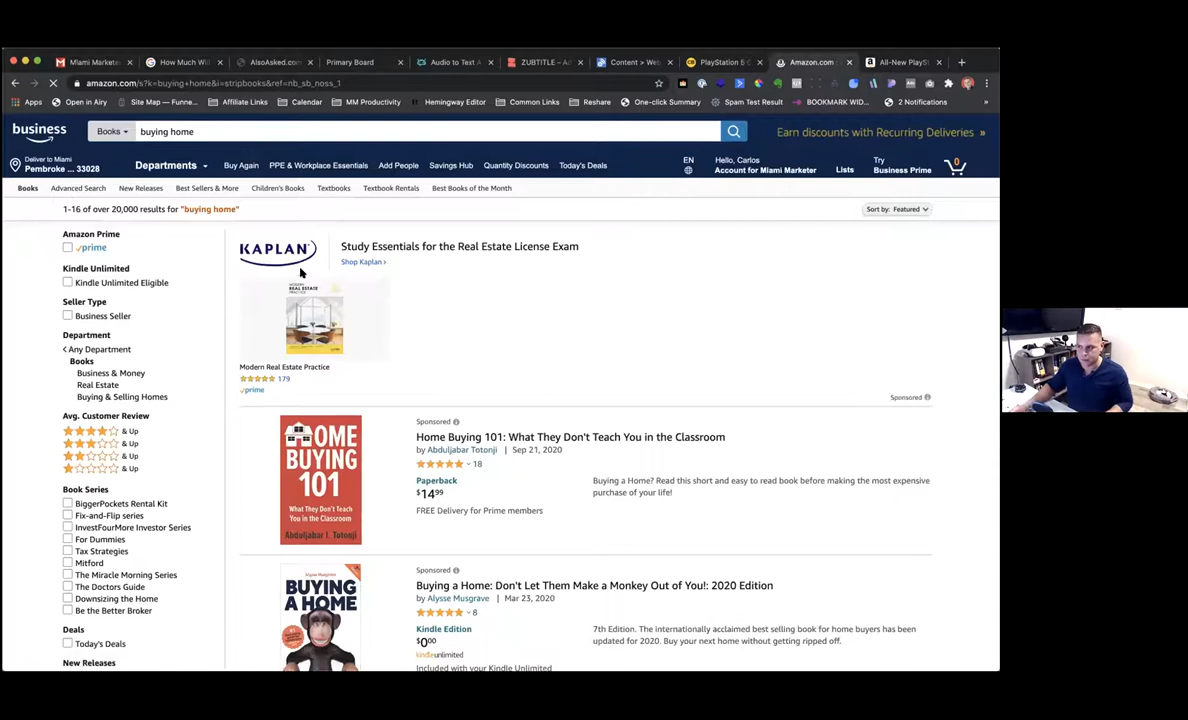 Miami Markete
How Much Will
AlsoAsked.com
Primary Board
Audio to Text A
ZUBTITLE – Ad
Content > Web
PlayStation 5 C
Amazon.com
All-New PlayS
amazon.com/s?k=buying+home&i=stripbooks&ref=nb_sb_noss_1
Apps
Open in Airy
Site Map — Funne...
Affiliate Links
Calendar
MM Productivity
Hemingway Editor
Common Links
Reshare
One-click Summary
Spam Test Result
BOOKMARK WID...
2 Notifications
»
business
Books
buying home
Earn discounts with Recurring Deliveries »
Deliver to Miami
Pembroke ... 33028
Departments
Buy Again
PPE & Workplace Essentials
Add People
Savings Hub
Quantity Discounts
Today's Deals
EN
Hello, Carlos
Account for Miami Marketer
Lists
Try
Business Prime
0
Books
Advanced Search
New Releases
Best Sellers & More
Children's Books
Textbooks
Textbook Rentals
Best Books of the Month
1-16 of over 20,000 results for "buying home"
Sort by: Featured
Amazon Prime
prime
Kindle Unlimited
Kindle Unlimited Eligible
Seller Type
Business Seller
Department
Any Department
Books
Business & Money
Real Estate
Buying & Selling Homes
Avg. Customer Review
& Up
& Up
& Up
& Up
Book Series
BiggerPockets Rental Kit
Fix-and-Flip series
InvestFourMore Investor Series
For Dummies
Tax Strategies
Mitford
The Miracle Morning Series
The Doctors Guide
Downsizing the Home
Be the Better Broker
Deals
Today's Deals
New Releases
KAPLAN
Study Essentials for the Real Estate License Exam
Shop Kaplan ›
MODERN
REAL ESTATE
PRACTICE
Modern Real Estate Practice
179
prime
Sponsored
HOME
BUYING
101
What They Don't Teach
You in the Classroom
Abduljabar I. Totonji
Sponsored
Home Buying 101: What They Don't Teach You in the Classroom
by Abduljabar Totonji | Sep 21, 2020
18
Paperback
$14 99
FREE Delivery for Prime members
Buying a Home? Read this short and easy to read book before making the most expensive
purchase of your life!
Alysse Musgrave
BUYING
A HOME
Sponsored
Buying a Home: Don't Let Them Make a Monkey Out of You!: 2020 Edition
by Alysse Musgrave | Mar 23, 2020
8
Kindle Edition
$0 00
kindleunlimited
Included with your Kindle Unlimited
7th Edition. The internationally acclaimed best selling book for home buyers has been
updated for 2020. Buy your next home without getting ripped off.